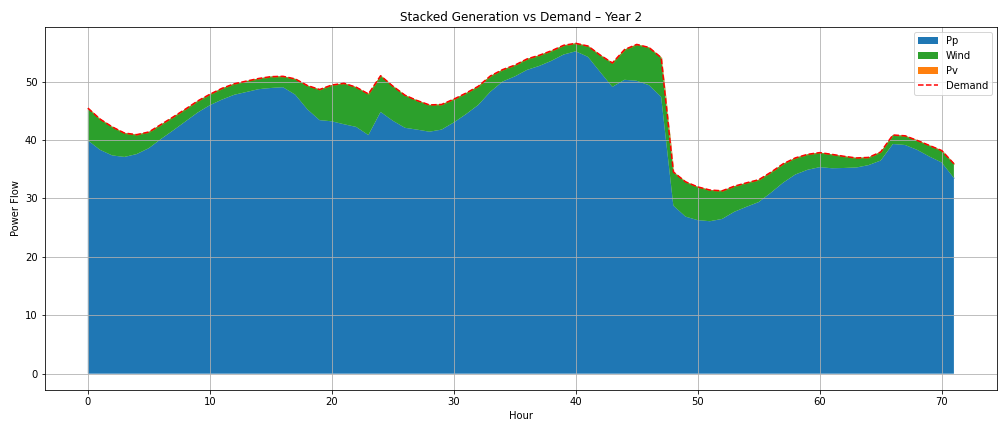 Stacked Generation vs Demand – Year 2
Pp
Wind
Pv
Demand
Power Flow
50
40
30
20
10
0
0 10 20 30 40 50 60 70
Hour